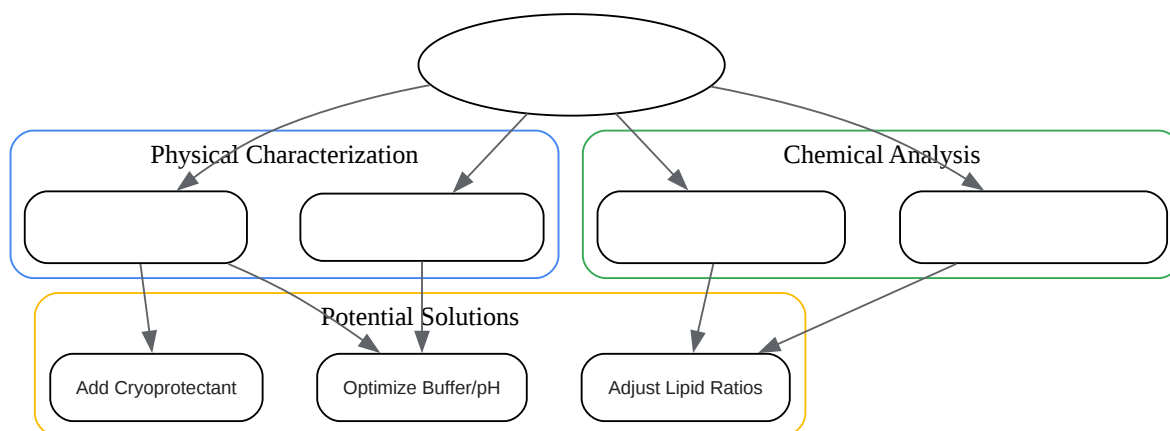 Physical Characterization
Chemical Analysis
Potential Solutions
Add Cryoprotectant
Optimize Buffer/pH
Adjust Lipid Ratios